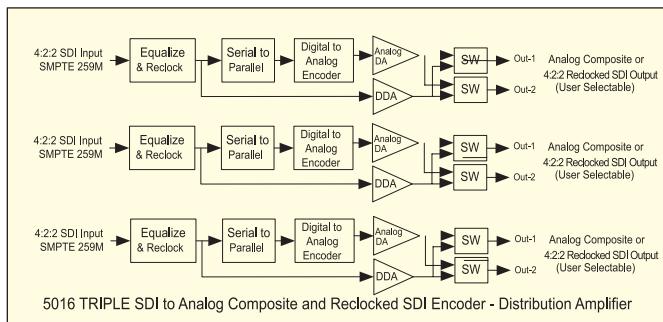 4:2:2 SDI Input
SMPTE 259M
Equalize
& Reclock
Serial to
Parallel
Digital to
Analog
Encoder
Analog
DA
DDA
SW
SW
Out-1
Out-2
Analog Composite or
4:2:2 Reclocked SDI Output
(User Selectable)
4:2:2 SDI Input
SMPTE 259M
Equalize
& Reclock
Serial to
Parallel
Digital to
Analog
Encoder
Analog
DA
DDA
SW
SW
Out-1
Out-2
Analog Composite or
4:2:2 Reclocked SDI Output
(User Selectable)
4:2:2 SDI Input
SMPTE 259M
Equalize
& Reclock
Serial to
Parallel
Digital to
Analog
Encoder
Analog
DA
DDA
SW
SW
Out-1
Out-2
Analog Composite or
4:2:2 Reclocked SDI Output
(User Selectable)
5016 TRIPLE SDI to Analog Composite and Reclocked SDI Encoder - Distribution Amplifier